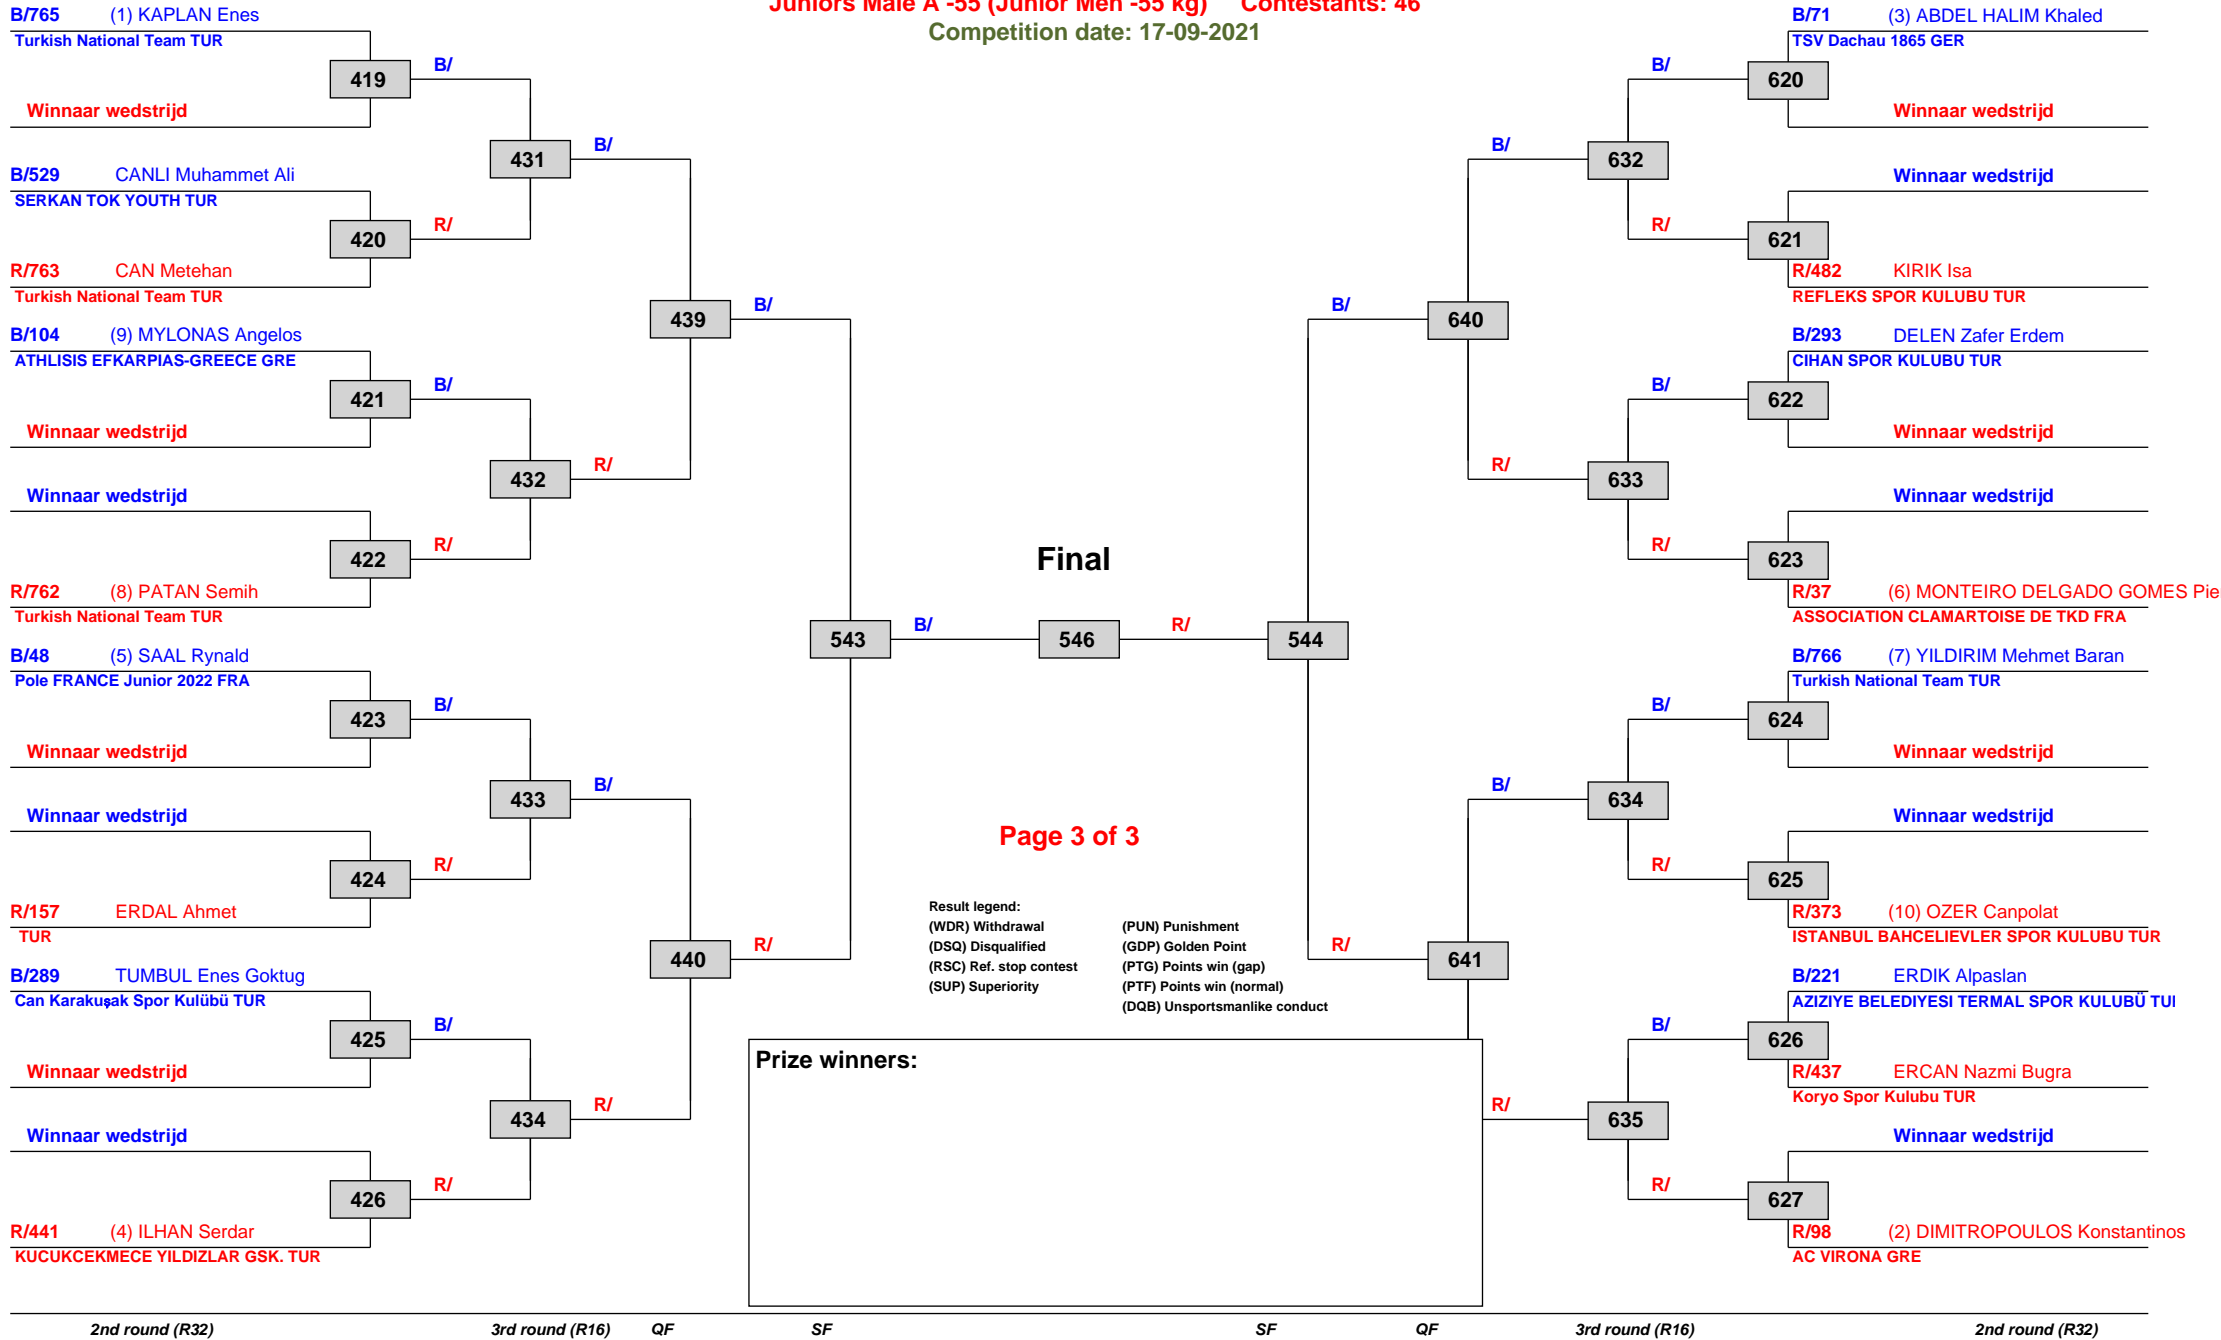 Juniors Male A -55 (Junior Men -55 kg) Contestants: 46
Competition date: 17-09-2021
B/765 (1) KAPLAN Enes
Turkish National Team TUR
419
B/
Winnaar wedstrijd
431
B/
B/529 CANLI Muhammet Ali
SERKAN TOK YOUTH TUR
420
R/
R/763 CAN Metehan
Turkish National Team TUR
439
B/
B/104 (9) MYLONAS Angelos
ATHLISIS EFKARPIAS-GREECE GRE
421
B/
Winnaar wedstrijd
432
R/
Winnaar wedstrijd
422
R/
R/762 (8) PATAN Semih
Turkish National Team TUR
543
B/
B/48 (5) SAAL Rynald
Pole FRANCE Junior 2022 FRA
423
B/
Winnaar wedstrijd
433
B/
Winnaar wedstrijd
424
R/
R/157 ERDAL Ahmet
TUR
440
R/
B/289 TUMBUL Enes Goktug
Can Karakuşak Spor Kulübü TUR
425
B/
Winnaar wedstrijd
434
R/
Winnaar wedstrijd
426
R/
R/441 (4) ILHAN Serdar
KUCUKCEKMECE YILDIZLAR GSK. TUR
Final
546
R/
544
Page 3 of 3
Result legend:
(WDR) Withdrawal (PUN) Punishment
(DSQ) Disqualified (GDP) Golden Point
(RSC) Ref. stop contest (PTG) Points win (gap)
(SUP) Superiority (PTF) Points win (normal)
(DQB) Unsportsmanlike conduct
Prize winners:
B/71 (3) ABDEL HALIM Khaled
TSV Dachau 1865 GER
B/
620
Winnaar wedstrijd
B/
632
Winnaar wedstrijd
R/
621
R/482 KIRIK Isa
REFLEKS SPOR KULUBU TUR
B/
640
B/293 DELEN Zafer Erdem
CIHAN SPOR KULUBU TUR
B/
622
Winnaar wedstrijd
R/
633
Winnaar wedstrijd
R/
623
R/37 (6) MONTEIRO DELGADO GOMES Pie
ASSOCIATION CLAMARTOISE DE TKD FRA
B/766 (7) YILDIRIM Mehmet Baran
Turkish National Team TUR
B/
624
Winnaar wedstrijd
B/
634
Winnaar wedstrijd
R/
625
R/373 (10) OZER Canpolat
ISTANBUL BAHCELIEVLER SPOR KULUBU TUR
R/
641
B/221 ERDIK Alpaslan
AZIZIYE BELEDIYESI TERMAL SPOR KULUBÜ TUI
B/
626
R/437 ERCAN Nazmi Bugra
Koryo Spor Kulubu TUR
R/
635
Winnaar wedstrijd
R/
627
R/98 (2) DIMITROPOULOS Konstantinos
AC VIRONA GRE
2nd round (R32) 3rd round (R16) QF SF SF QF 3rd round (R16) 2nd round (R32)